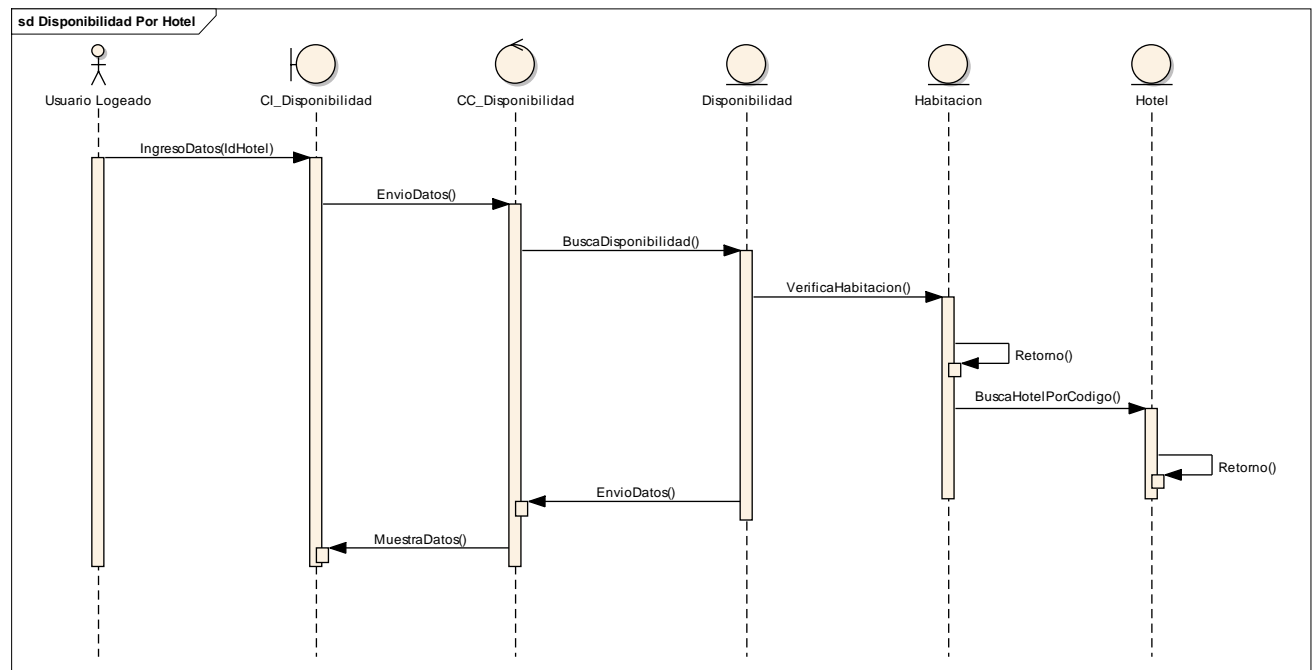 sd Disponibilidad Por Hotel
Usuario Logeado
CI_Disponibilidad
CC_Disponibilidad
Disponibilidad
Habitacion
Hotel
IngresoDatos(IdHotel)
EnvioDatos()
BuscaDisponibilidad()
VerificaHabitacion()
Retorno()
BuscaHotelPorCodigo()
Retorno()
EnvioDatos()
MuestraDatos()